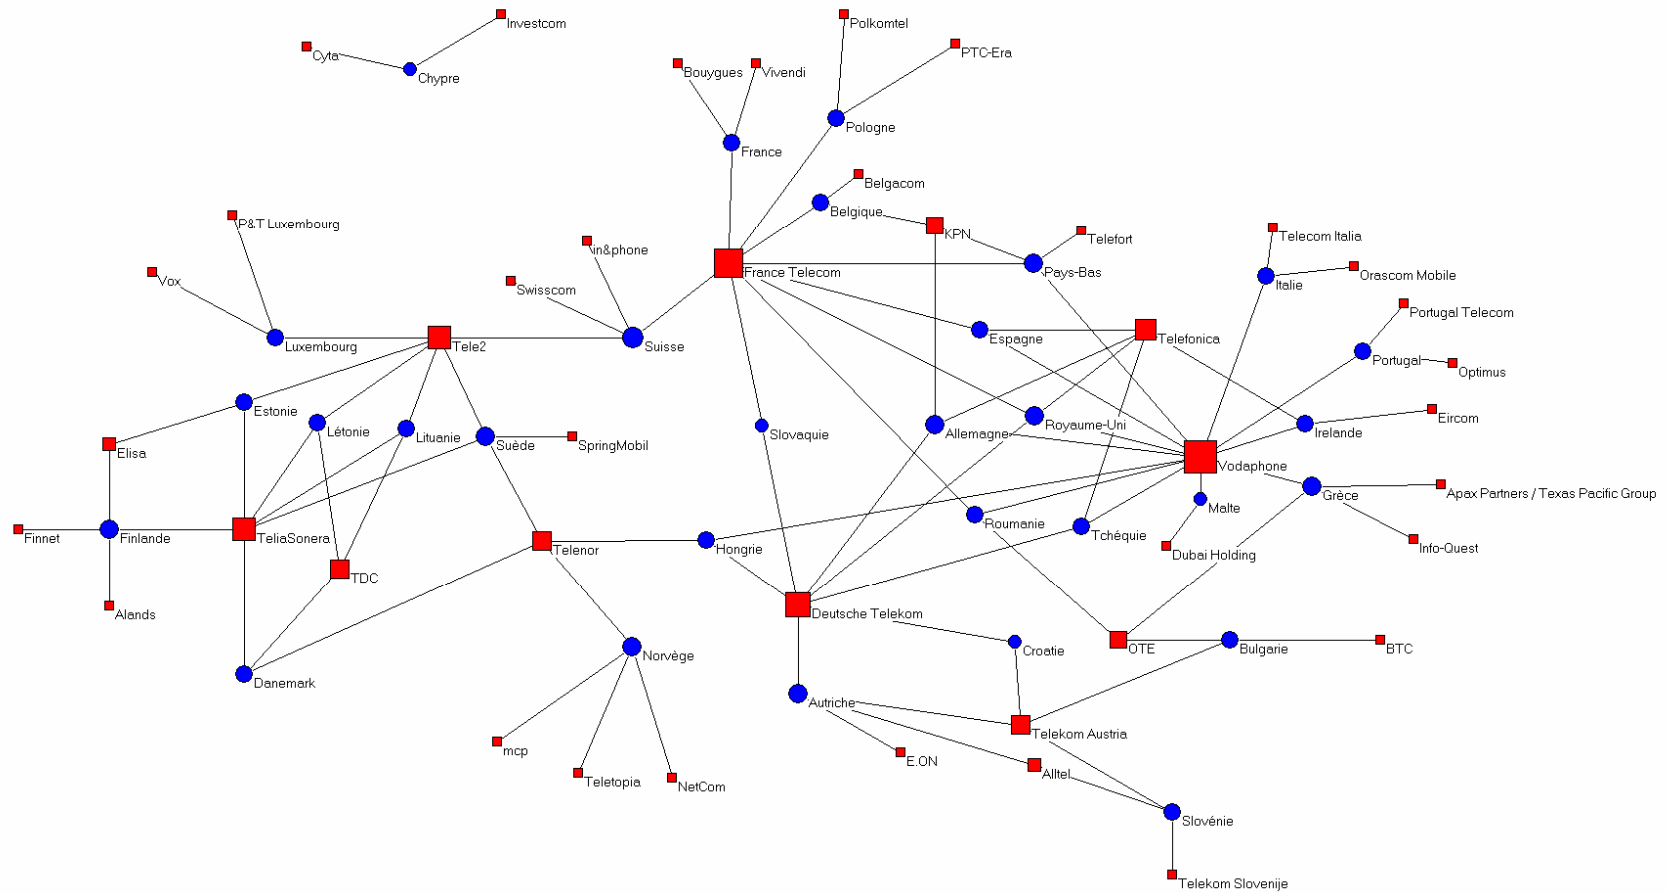 Investcom
Polkomtel
Cyta
PTC-Era
Chypre
Bouygues
Vivendi
Pologne
France
Belgacom
Belgique
P&T Luxembourg
KPN
Telecom Italia
Telefort
in&phone
France Telecom
Pays-Bas
Orascom Mobile
Vox
Swisscom
Italie
Portugal Telecom
Luxembourg
Tele2
Suisse
Espagne
Telefonica
Portugal
Optimus
Estonie
Eircom
Létonie
Lituanie
Slovaquie
Allemagne
Royaume-Uni
Irelande
Elisa
Suède
SpringMobil
Vodaphone
Grèce
Apax Partners / Texas Pacific Group
Malte
Roumanie
Tchéquie
Finnet
Finlande
TeliaSonera
Telenor
Hongrie
Dubai Holding
Info-Quest
TDC
Alands
Deutsche Telekom
Croatie
OTE
Bulgarie
BTC
Norvège
Danemark
Autriche
Telekom Austria
mcp
E.ON
Alltel
Teletopia
NetCom
Slovénie
Telekom Slovenije